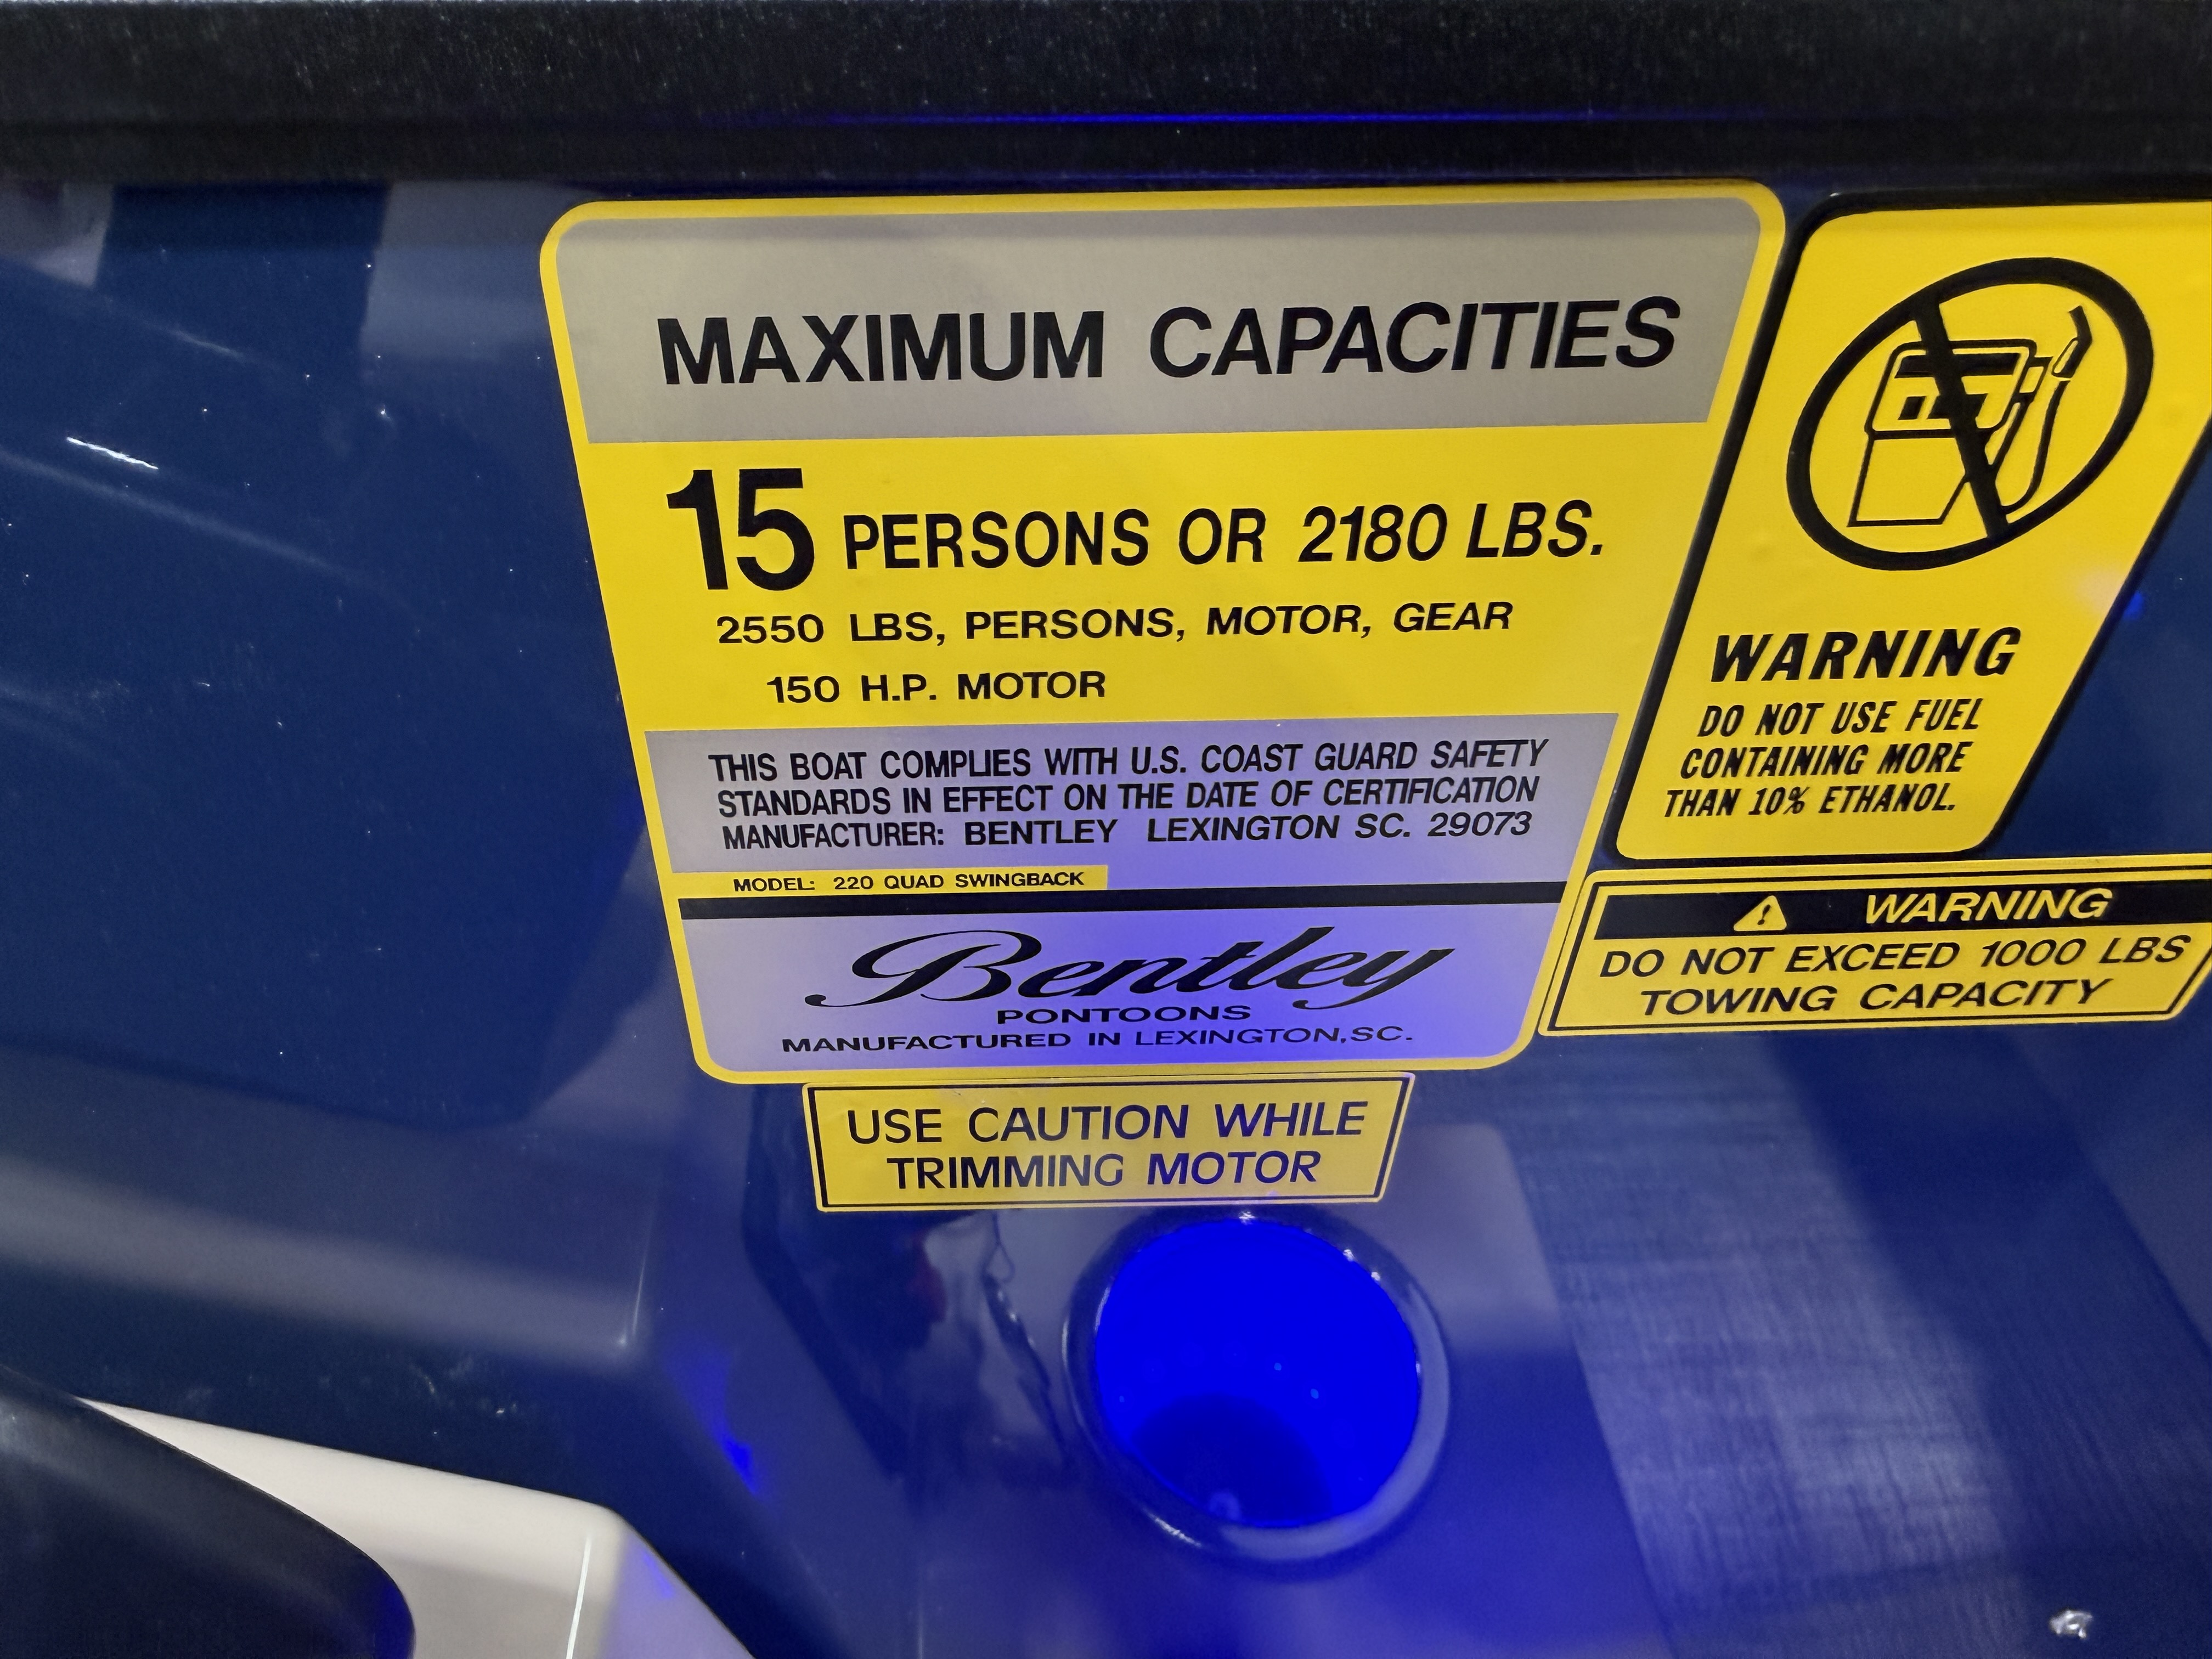 MAXIMUM CAPACITIES
15 PERSONS OR 2180 LBS.
2550 LBS, PERSONS, MOTOR, GEAR
150 H.P. MOTOR
THIS BOAT COMPLIES WITH U.S. COAST GUARD SAFETY
STANDARDS IN EFFECT ON THE DATE OF CERTIFICATION
MANUFACTURER: BENTLEY LEXINGTON SC. 29073
MODEL: 220 QUAD SWINGBACK
Bentley
PONTOONS
MANUFACTURED IN LEXINGTON,SC.
USE CAUTION WHILE
TRIMMING MOTOR
WARNING
DO NOT USE FUEL
CONTAINING MORE
THAN 10% ETHANOL.
WARNING
DO NOT EXCEED 1000 LBS
TOWING CAPACITY